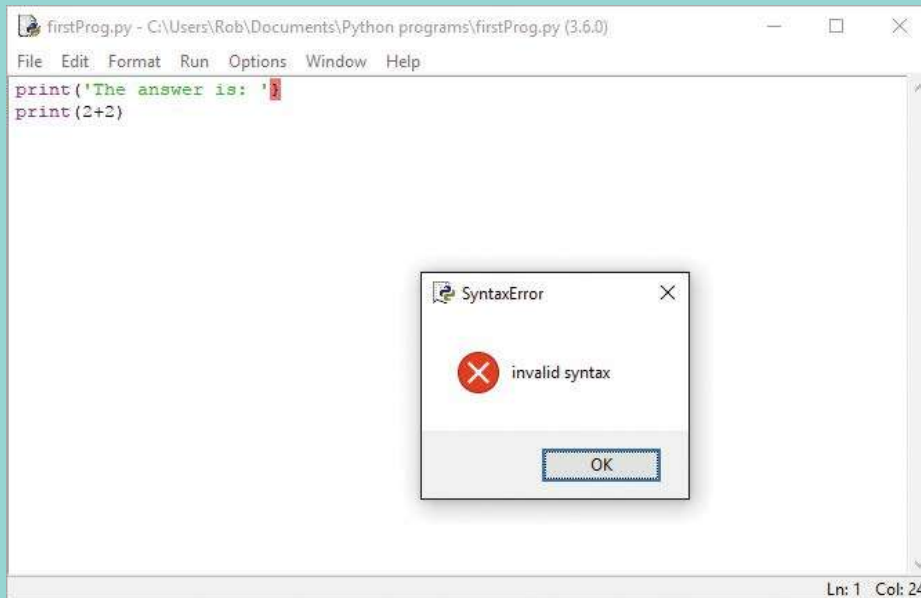 firstProg.py - C:\Users\Rob\Documents\Python programs\firstProg.py (3.6.0)
File Edit Format Run Options Window Help
print('The answer is: '}
print(2+2)
SyntaxError
invalid syntax
OK
Ln: 1 Col: 24